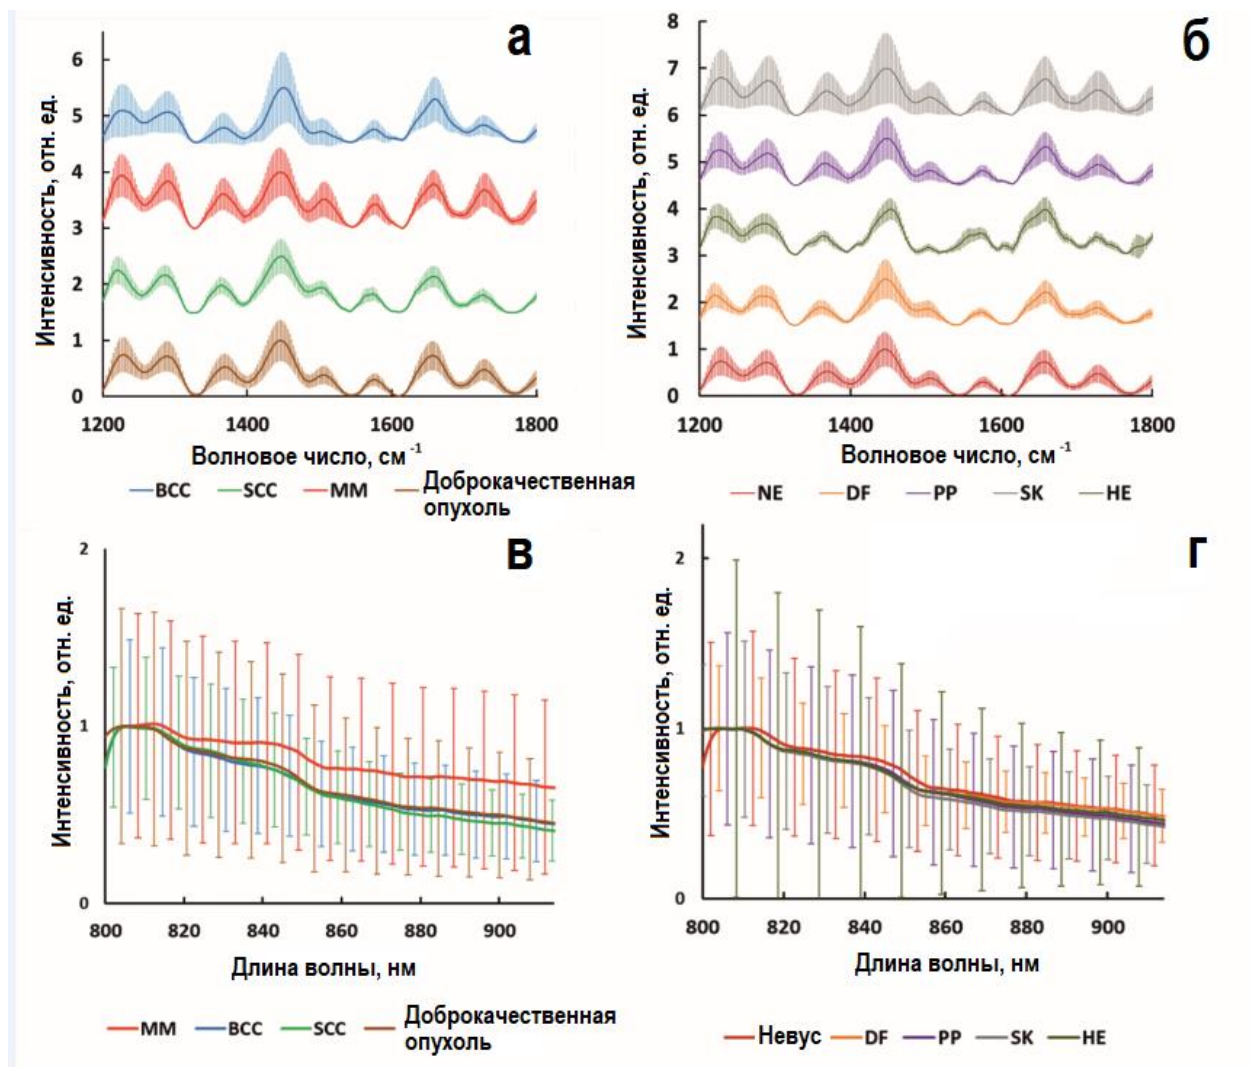 а
Интенсивность, отн. ед.
6
5
4
3
2
1
0
1200
1400
1600
1800
Волновое число, см⁻¹
BCC
SCC
MM
Доброкачественная
опухоль
б
Интенсивность, отн. ед.
8
7
6
5
4
3
2
1
0
1200
1400
1600
1800
Волновое число, см⁻¹
NE
DF
PP
SK
HE
в
Интенсивность, отн. ед.
2
1
0
800
820
840
860
880
900
Длина волны, нм
MM
BCC
SCC
Доброкачественная
опухоль
г
Интенсивность, отн. ед.
2
1
0
800
820
840
860
880
900
Длина волны, нм
Невус
DF
PP
SK
HE